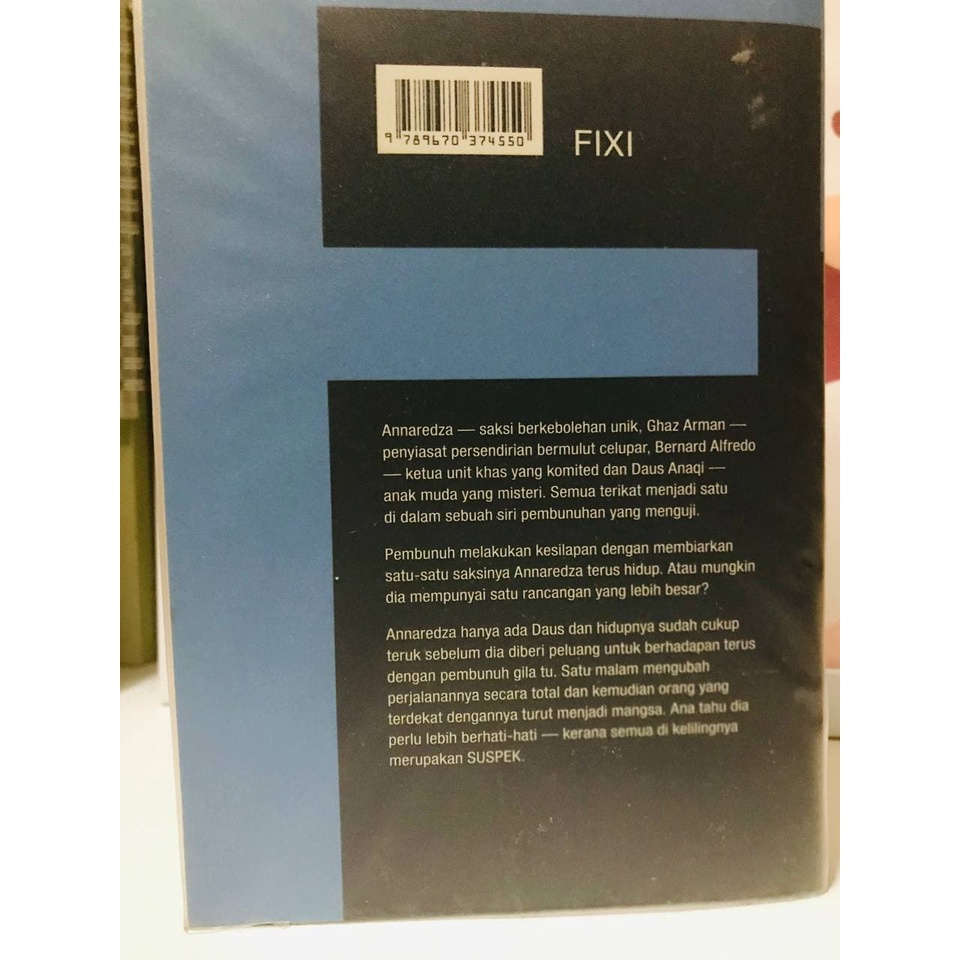 9 789670 374550
FIXI
Annaredza — saksi berkebolehan unik, Ghaz Arman —
penyiasat persendirian bermulut celupar, Bernard Alfredo
— ketua unit khas yang komited dan Daus Anaqi —
anak muda yang misteri. Semua terikat menjadi satu
di dalam sebuah siri pembunuhan yang menguji.
Pembunuh melakukan kesilapan dengan membiarkan
satu-satu saksinya Annaredza terus hidup. Atau mungkin
dia mempunyai satu rancangan yang lebih besar?
Annaredza hanya ada Daus dan hidupnya sudah cukup
teruk sebelum dia diberi peluang untuk berhadapan terus
dengan pembunuh gila tu. Satu malam mengubah
perjalanannya secara total dan kemudian orang yang
terdekat dengannya turut menjadi mangsa. Ana tahu dia
perlu lebih berhati-hati — kerana semua di kelilingnya
merupakan SUSPEK.